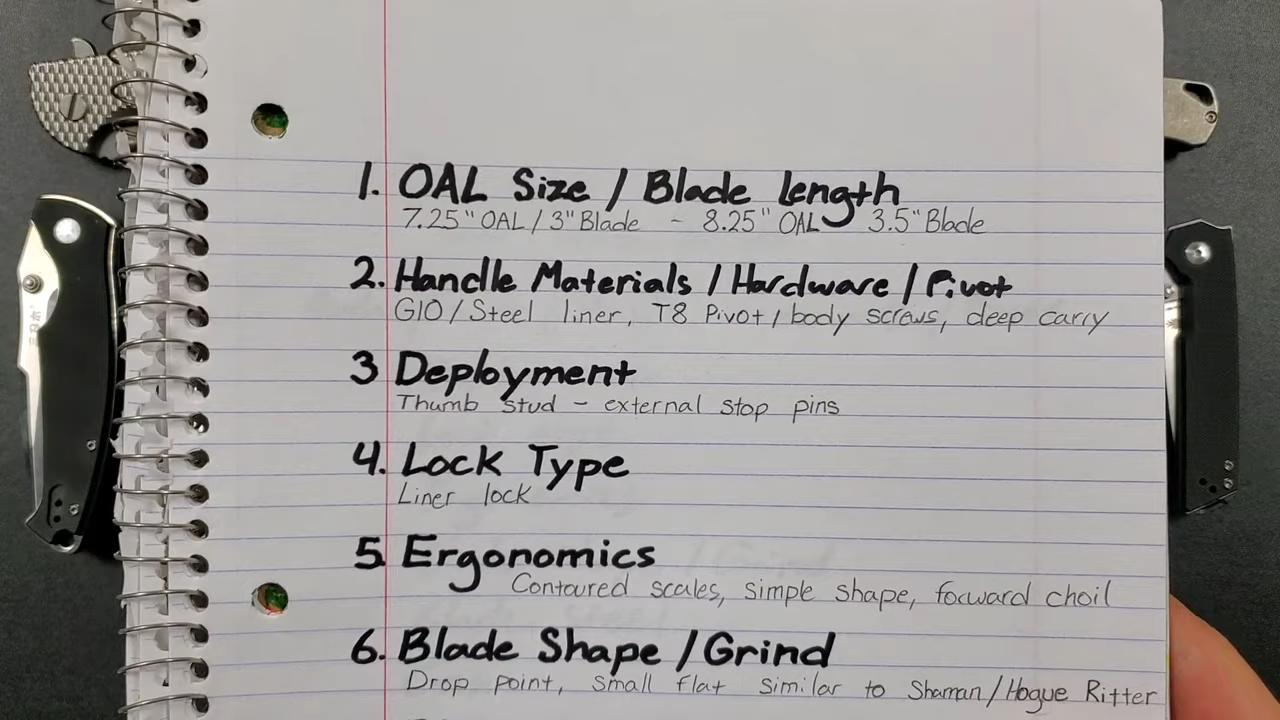 1. OAL Size / Blade Length
7.25" OAL / 3" Blade - 8.25" OAL 3.5" Blade
2. Handle Materials / Hardware / Pivot
G10 / Steel liner, T8 Pivot / body screws, deep carry
3 Deployment
Thumb stud - external stop pins
4. Lock Type
Liner lock
5. Ergonomics
Contoured scales, simple shape, forward choil
6. Blade Shape / Grind
Drop point, small flat similar to Shaman / Hogue Ritter